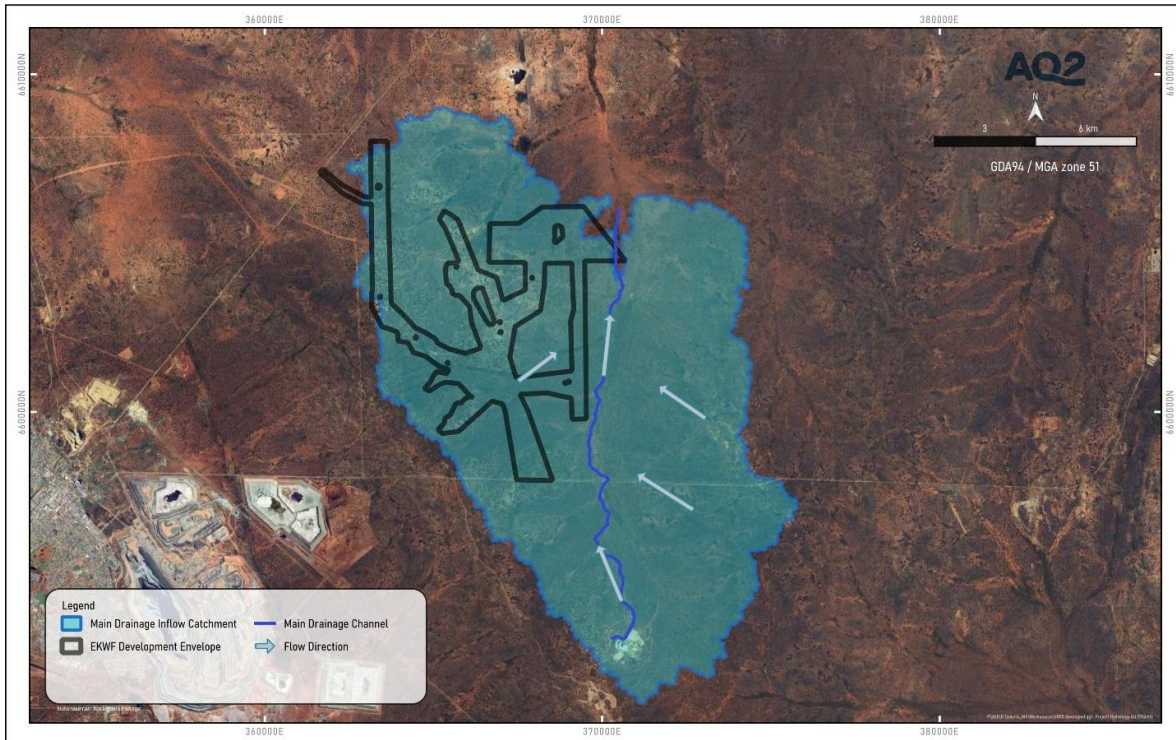 360000E
370000E
380000E
6610000N
6610000N
AQ2
N
3
6 km
GDA94 / MGA zone 51
6600000N
6600000N
Legend
Main Drainage Inflow Catchment
Main Drainage Channel
EKWF Development Envelope
Flow Direction
360000E
370000E
380000E